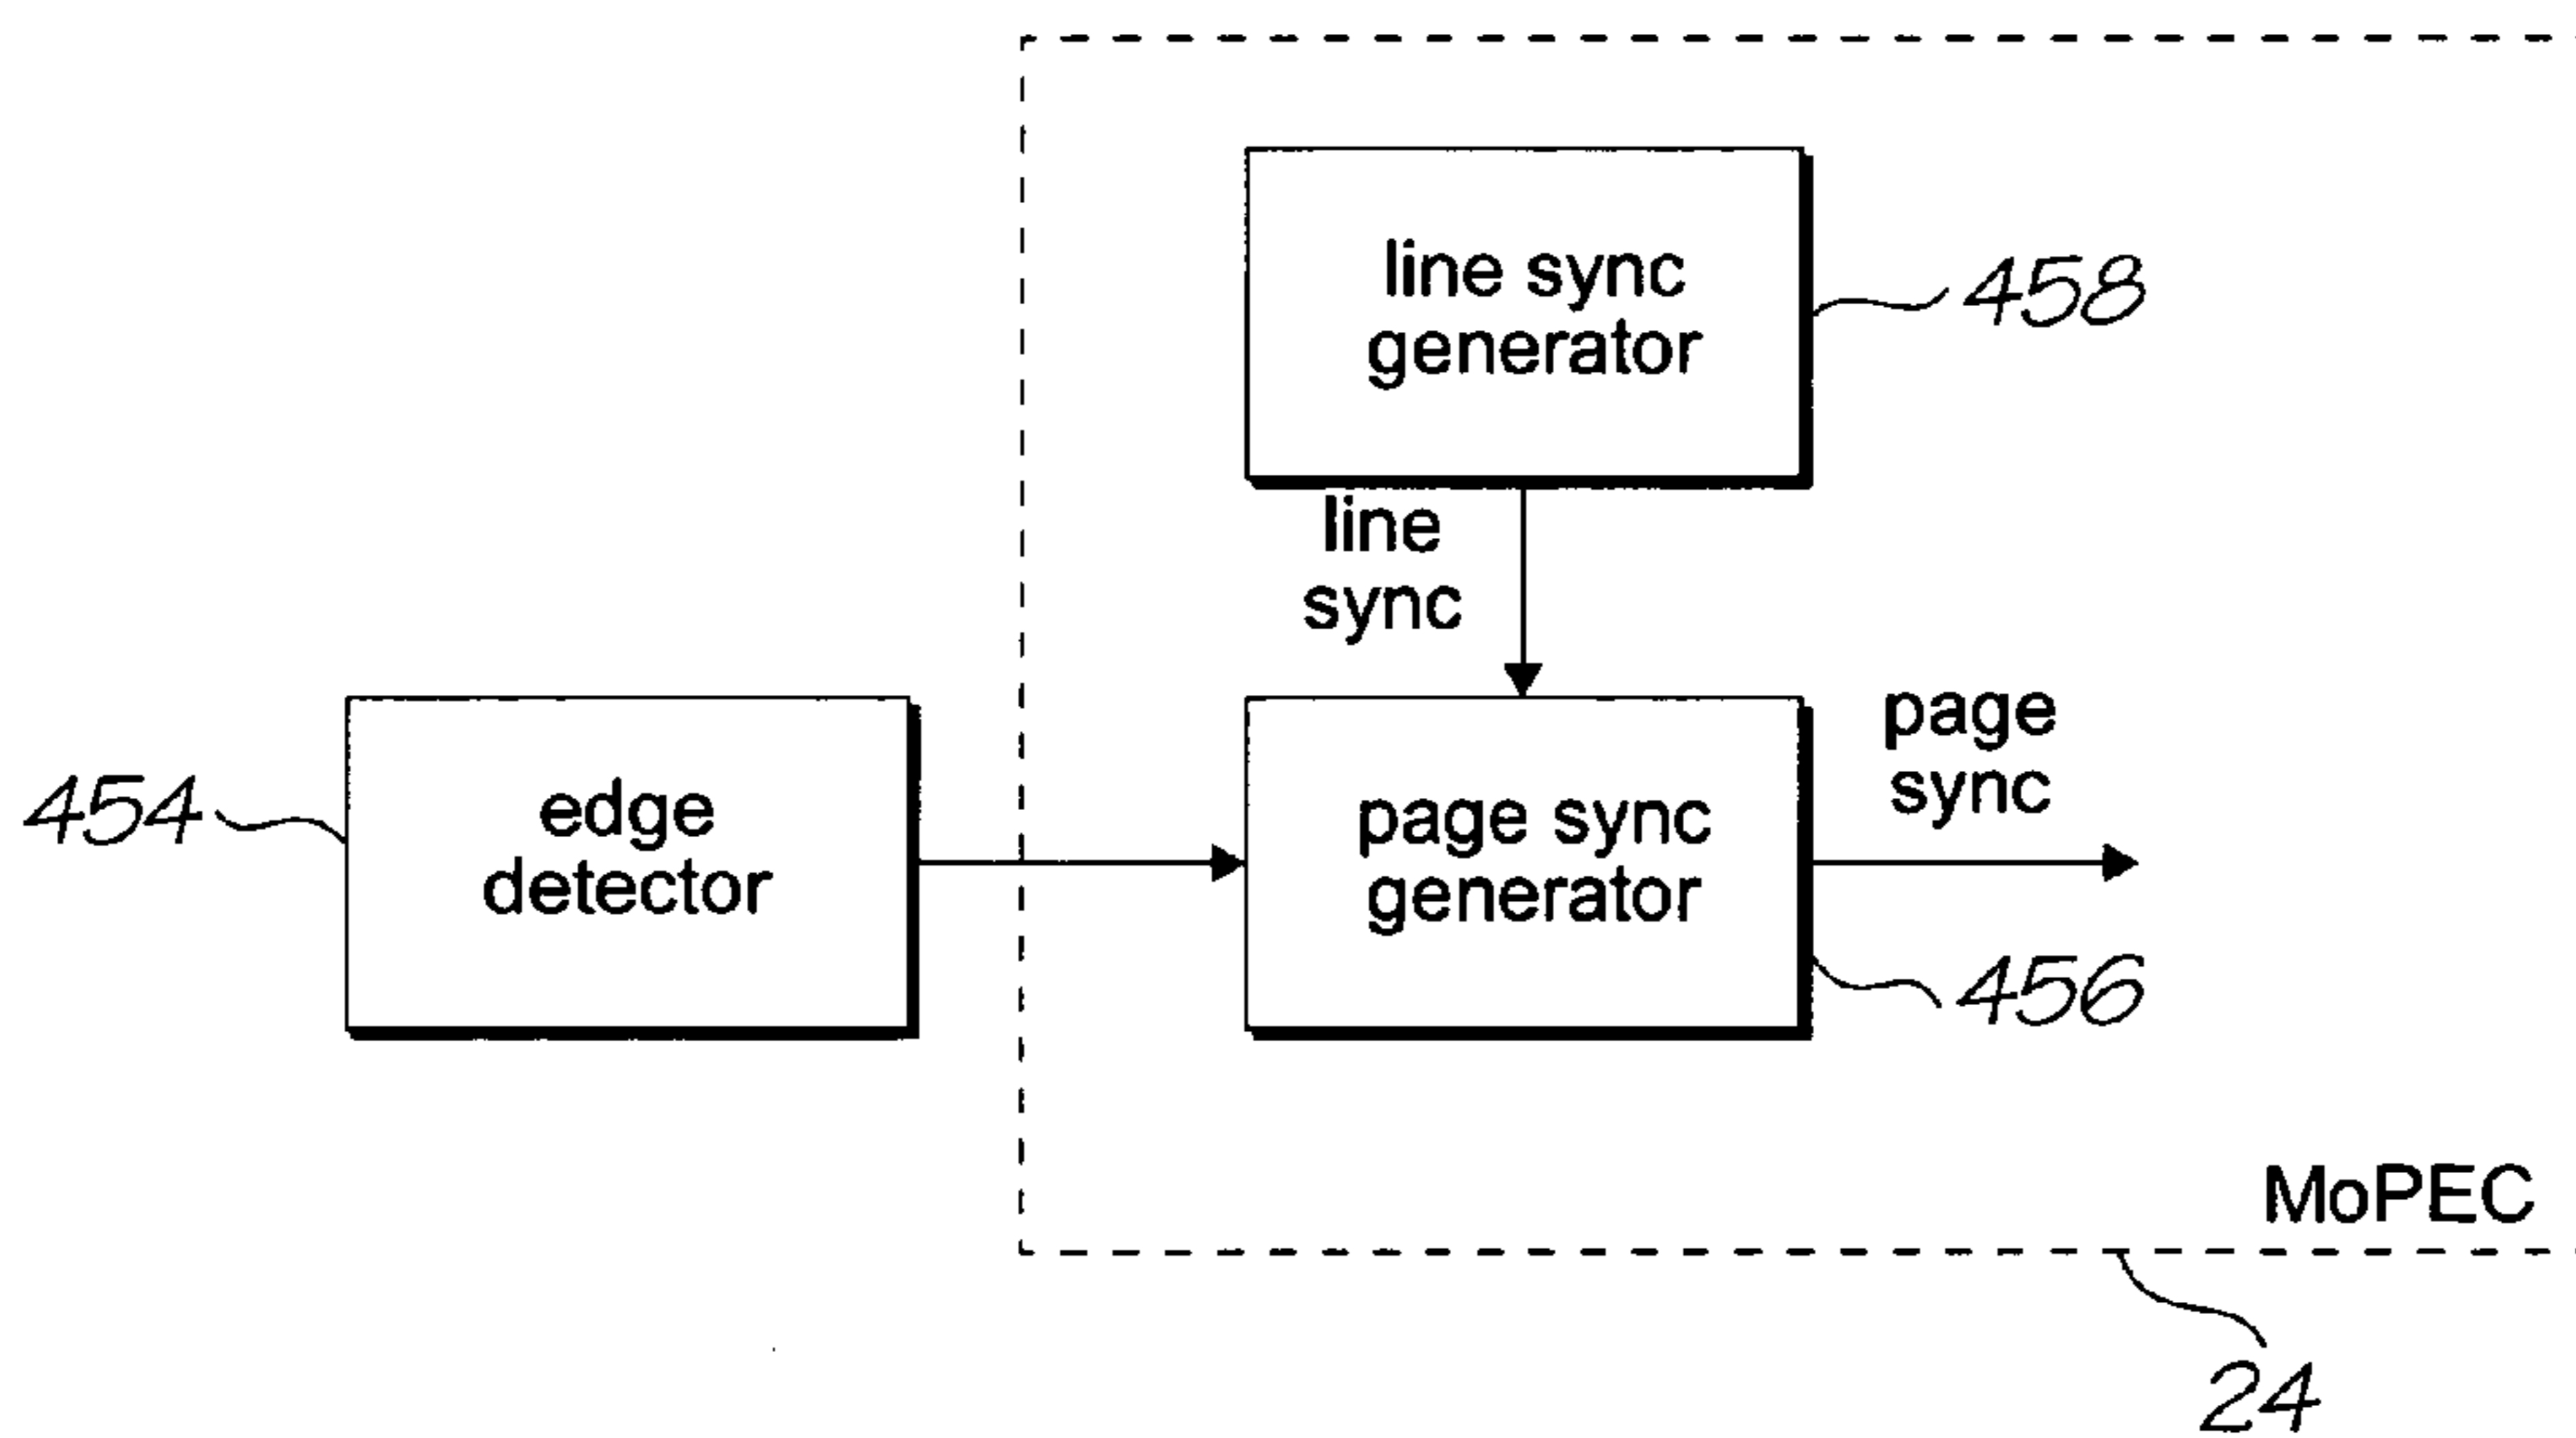 line sync
generator
458
line
sync
454
edge
detector
page sync
generator
page
sync
456
MoPEC
24